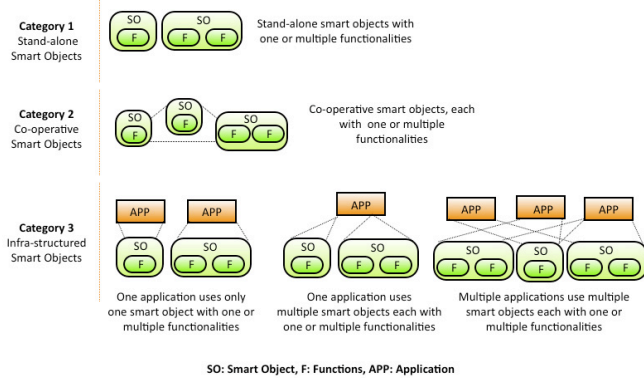 Category 1
Stand-alone
Smart Objects
SO
F
SO
F F
Stand-alone smart objects with
one or multiple functionalities
Category 2
Co-operative
Smart Objects
SO
F
SO
F
SO
F F
Co-operative smart objects, each
with one or multiple
functionalities
Category 3
Infra-structured
Smart Objects
APP APP
SO SO
F F F
One application uses only
one smart object with one or
multiple functionalities
APP
SO SO
F F F
One application uses
multiple smart objects each with
one or multiple functionalities
APP APP APP
SO SO SO
F F F F F
Multiple applications use multiple
smart objects each with one or
multiple functionalities
SO: Smart Object, F: Functions, APP: Application